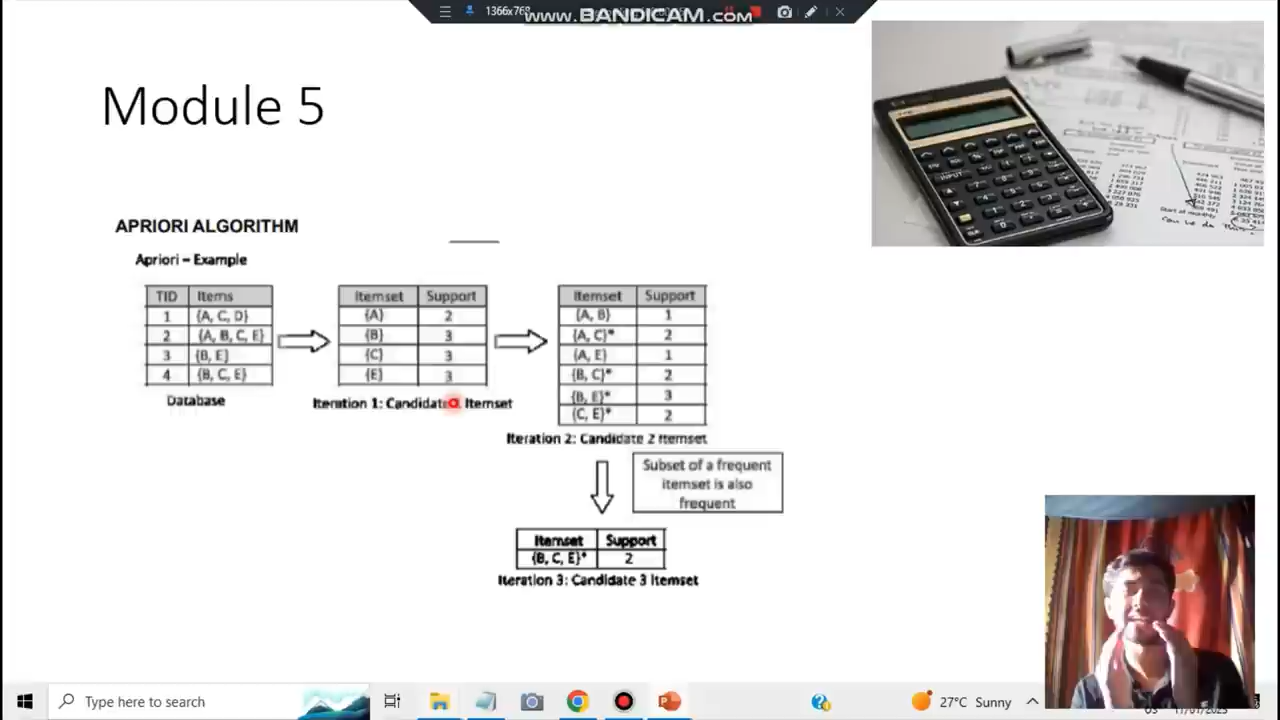 1366x768
www.BANDICAM.com
Module 5
APRIORI ALGORITHM
Apriori – Example
TID Items
1 {A, C, D}
2 {A, B, C, E}
3 {B, E}
4 {B, C, E}
Database
Itemset Support
{A} 2
{B} 3
{C} 3
{E} 3
Iteration 1: Candidate Itemset
Itemset Support
{A, B} 1
{A, C}* 2
{A, E} 1
{B, C}* 2
{B, E}* 3
{C, E}* 2
Iteration 2: Candidate 2 Itemset
Subset of a frequent
itemset is also
frequent
Itemset Support
{B, C, E}* 2
Iteration 3: Candidate 3 Itemset
INPUT
Type here to search
27°C Sunny